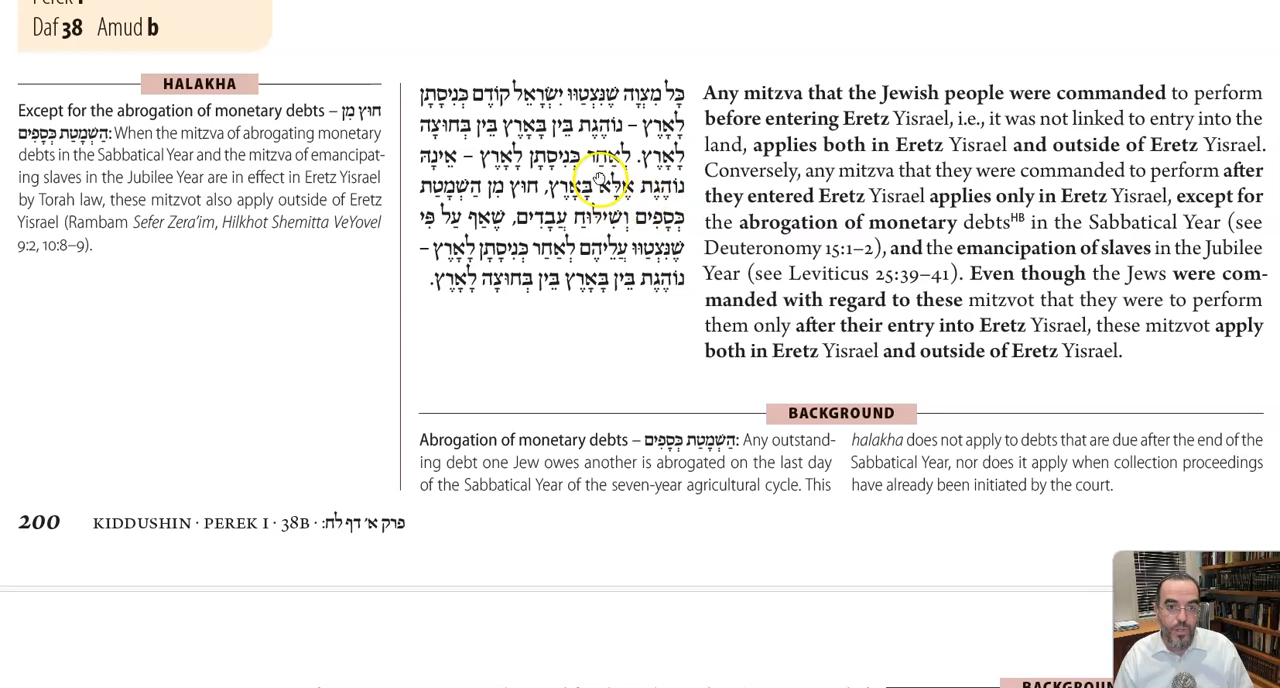 Daf 38 Amud b
HALAKHA
Except for the abrogation of monetary debts – חוּץ מִן
הַשְׁמָטַת כְּסָפִים: When the mitzva of abrogating monetary
debts in the Sabbatical Year and the mitzva of emancipat-
ing slaves in the Jubilee Year are in effect in Eretz Yisrael
by Torah law, these mitzvot also apply outside of Eretz
Yisrael (Rambam Sefer Zera'im, Hilkhot Shemitta VeYovel
9:2, 10:8–9).
כׇּל מִצְוָה שֶׁנִּצְטַוּוּ יִשְׂרָאֵל קוֹדֶם כְּנִיסָתָן
לָאָרֶץ – נוֹהֶגֶת בֵּין בָּאָרֶץ בֵּין בְּחוּצָה
לָאָרֶץ. לְאַחַר כְּנִיסָתָן לָאָרֶץ – אֵינָהּ
נוֹהֶגֶת אֶלָּא בָּאָרֶץ, חוּץ מִן הַשְׁמָטַת
כְּסָפִים וְשִׁילּוּחַ עֲבָדִים, שֶׁאַף עַל פִּי
שֶׁנִּצְטַוּוּ עֲלֵיהֶם לְאַחַר כְּנִיסָתָן לָאָרֶץ –
נוֹהֶגֶת בֵּין בָּאָרֶץ בֵּין בְּחוּצָה לָאָרֶץ.
Any mitzva that the Jewish people were commanded to perform
before entering Eretz Yisrael, i.e., it was not linked to entry into the
land, applies both in Eretz Yisrael and outside of Eretz Yisrael.
Conversely, any mitzva that they were commanded to perform after
they entered Eretz Yisrael applies only in Eretz Yisrael, except for
the abrogation of monetary debtsHB in the Sabbatical Year (see
Deuteronomy 15:1–2), and the emancipation of slaves in the Jubilee
Year (see Leviticus 25:39–41). Even though the Jews were com-
manded with regard to these mitzvot that they were to perform
them only after their entry into Eretz Yisrael, these mitzvot apply
both in Eretz Yisrael and outside of Eretz Yisrael.
BACKGROUND
Abrogation of monetary debts – הַשְׁמָטַת כְּסָפִים: Any outstand-
ing debt one Jew owes another is abrogated on the last day
of the Sabbatical Year of the seven-year agricultural cycle. This
halakha does not apply to debts that are due after the end of the
Sabbatical Year, nor does it apply when collection proceedings
have already been initiated by the court.
200 KIDDUSHIN · PEREK I · 38B · פרק א׳ דף לח: